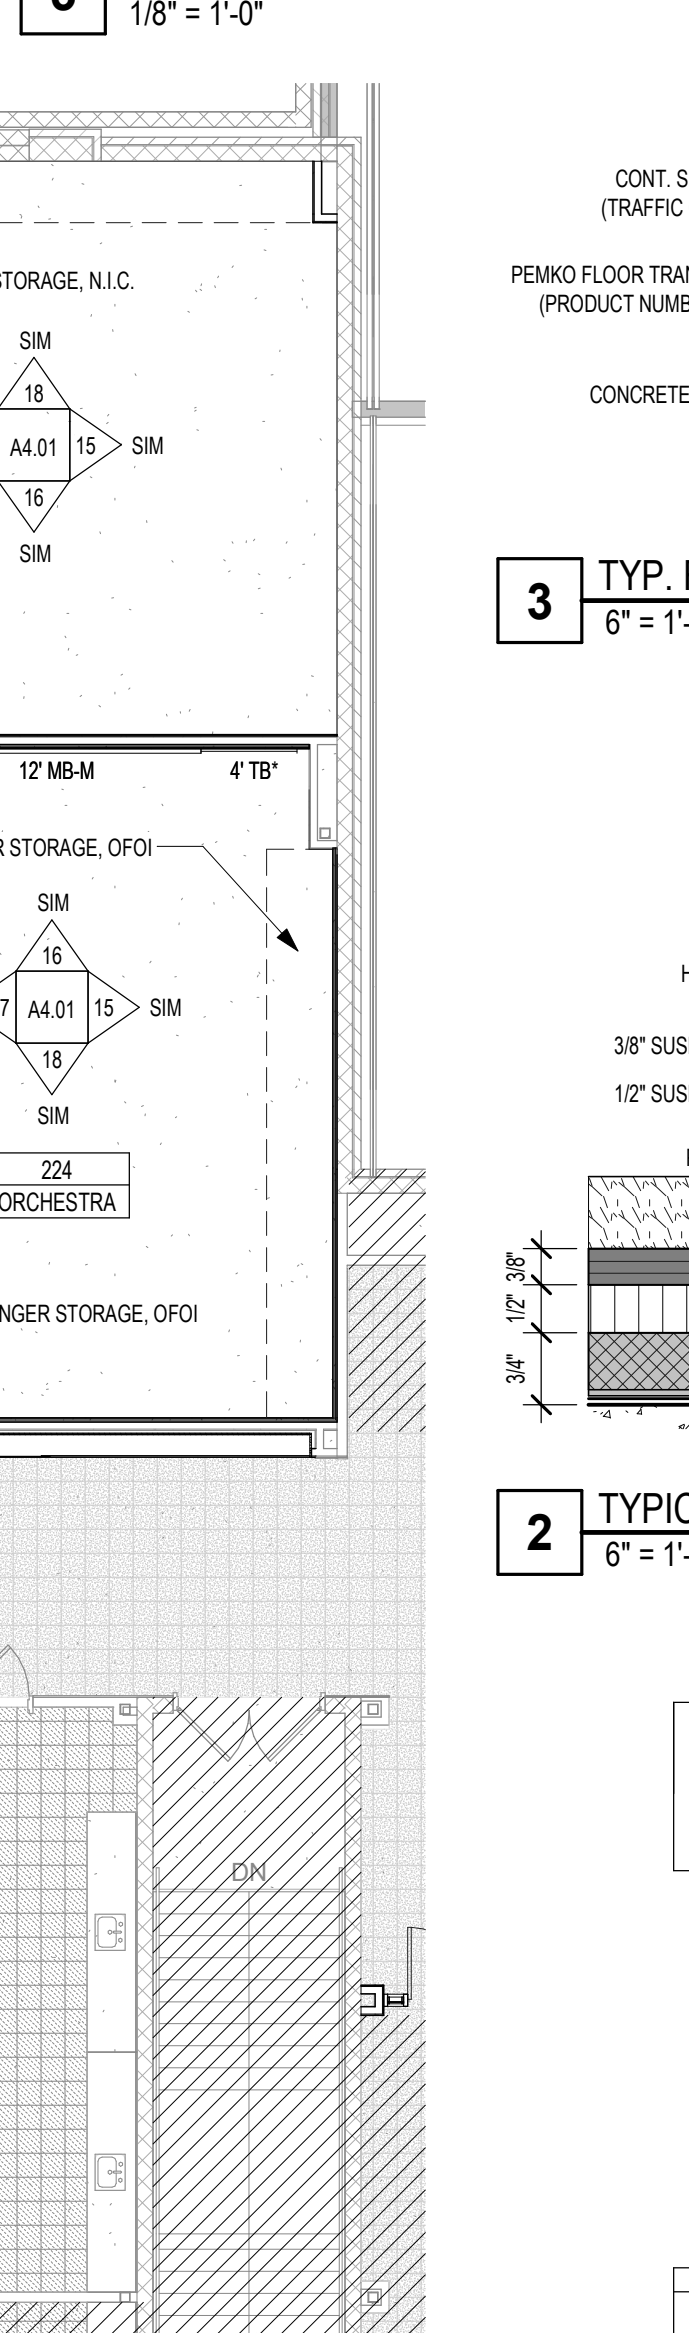 1/8" = 1'-0"
STORAGE, N.I.C.
SIM
18
A4.01
15
SIM
16
SIM
12' MB-M
4' TB*
R STORAGE, OFOI
SIM
16
7
A4.01
15
SIM
18
SIM
224
ORCHESTRA
NGER STORAGE, OFOI
DN
CONT. S
(TRAFFIC
PEMKO FLOOR TRAN
(PRODUCT NUMB
CONCRETE
3
TYP.
6" = 1'-
3/8" SUS
1/2" SUS
3/8"
1/2"
3/4"
2
TYPIC
6" = 1'-